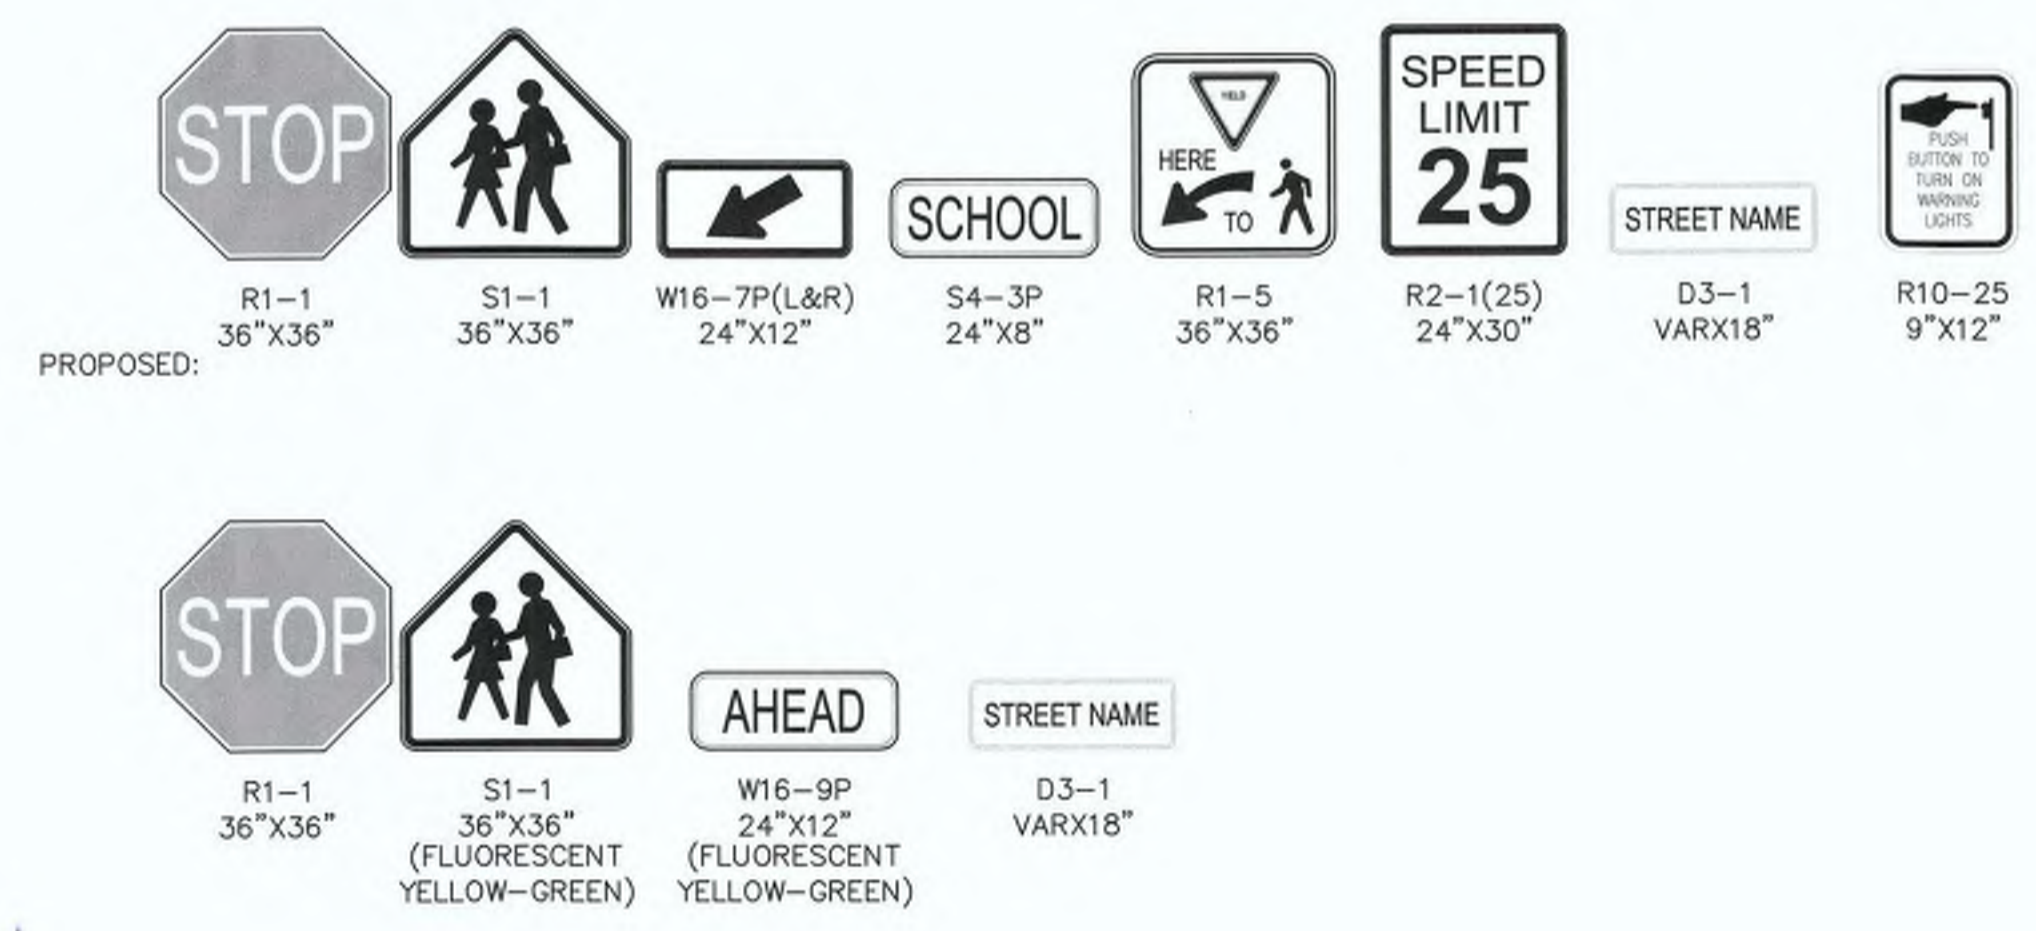 STOP
R1-1
36"X36"
S1-1
36"X36"
W16-7P(L&R)
24"X12"
SCHOOL
S4-3P
24"X8"
YIELD
HERE
TO
R1-5
36"X36"
SPEED
LIMIT
25
R2-1(25)
24"X30"
STREET NAME
D3-1
VARX18"
PUSH
BUTTON TO
TURN ON
WARNING
LIGHTS
R10-25
9"X12"
PROPOSED:
STOP
R1-1
36"X36"
S1-1
36"X36"
(FLUORESCENT
YELLOW-GREEN)
AHEAD
W16-9P
24"X12"
(FLUORESCENT
YELLOW-GREEN)
STREET NAME
D3-1
VARX18"